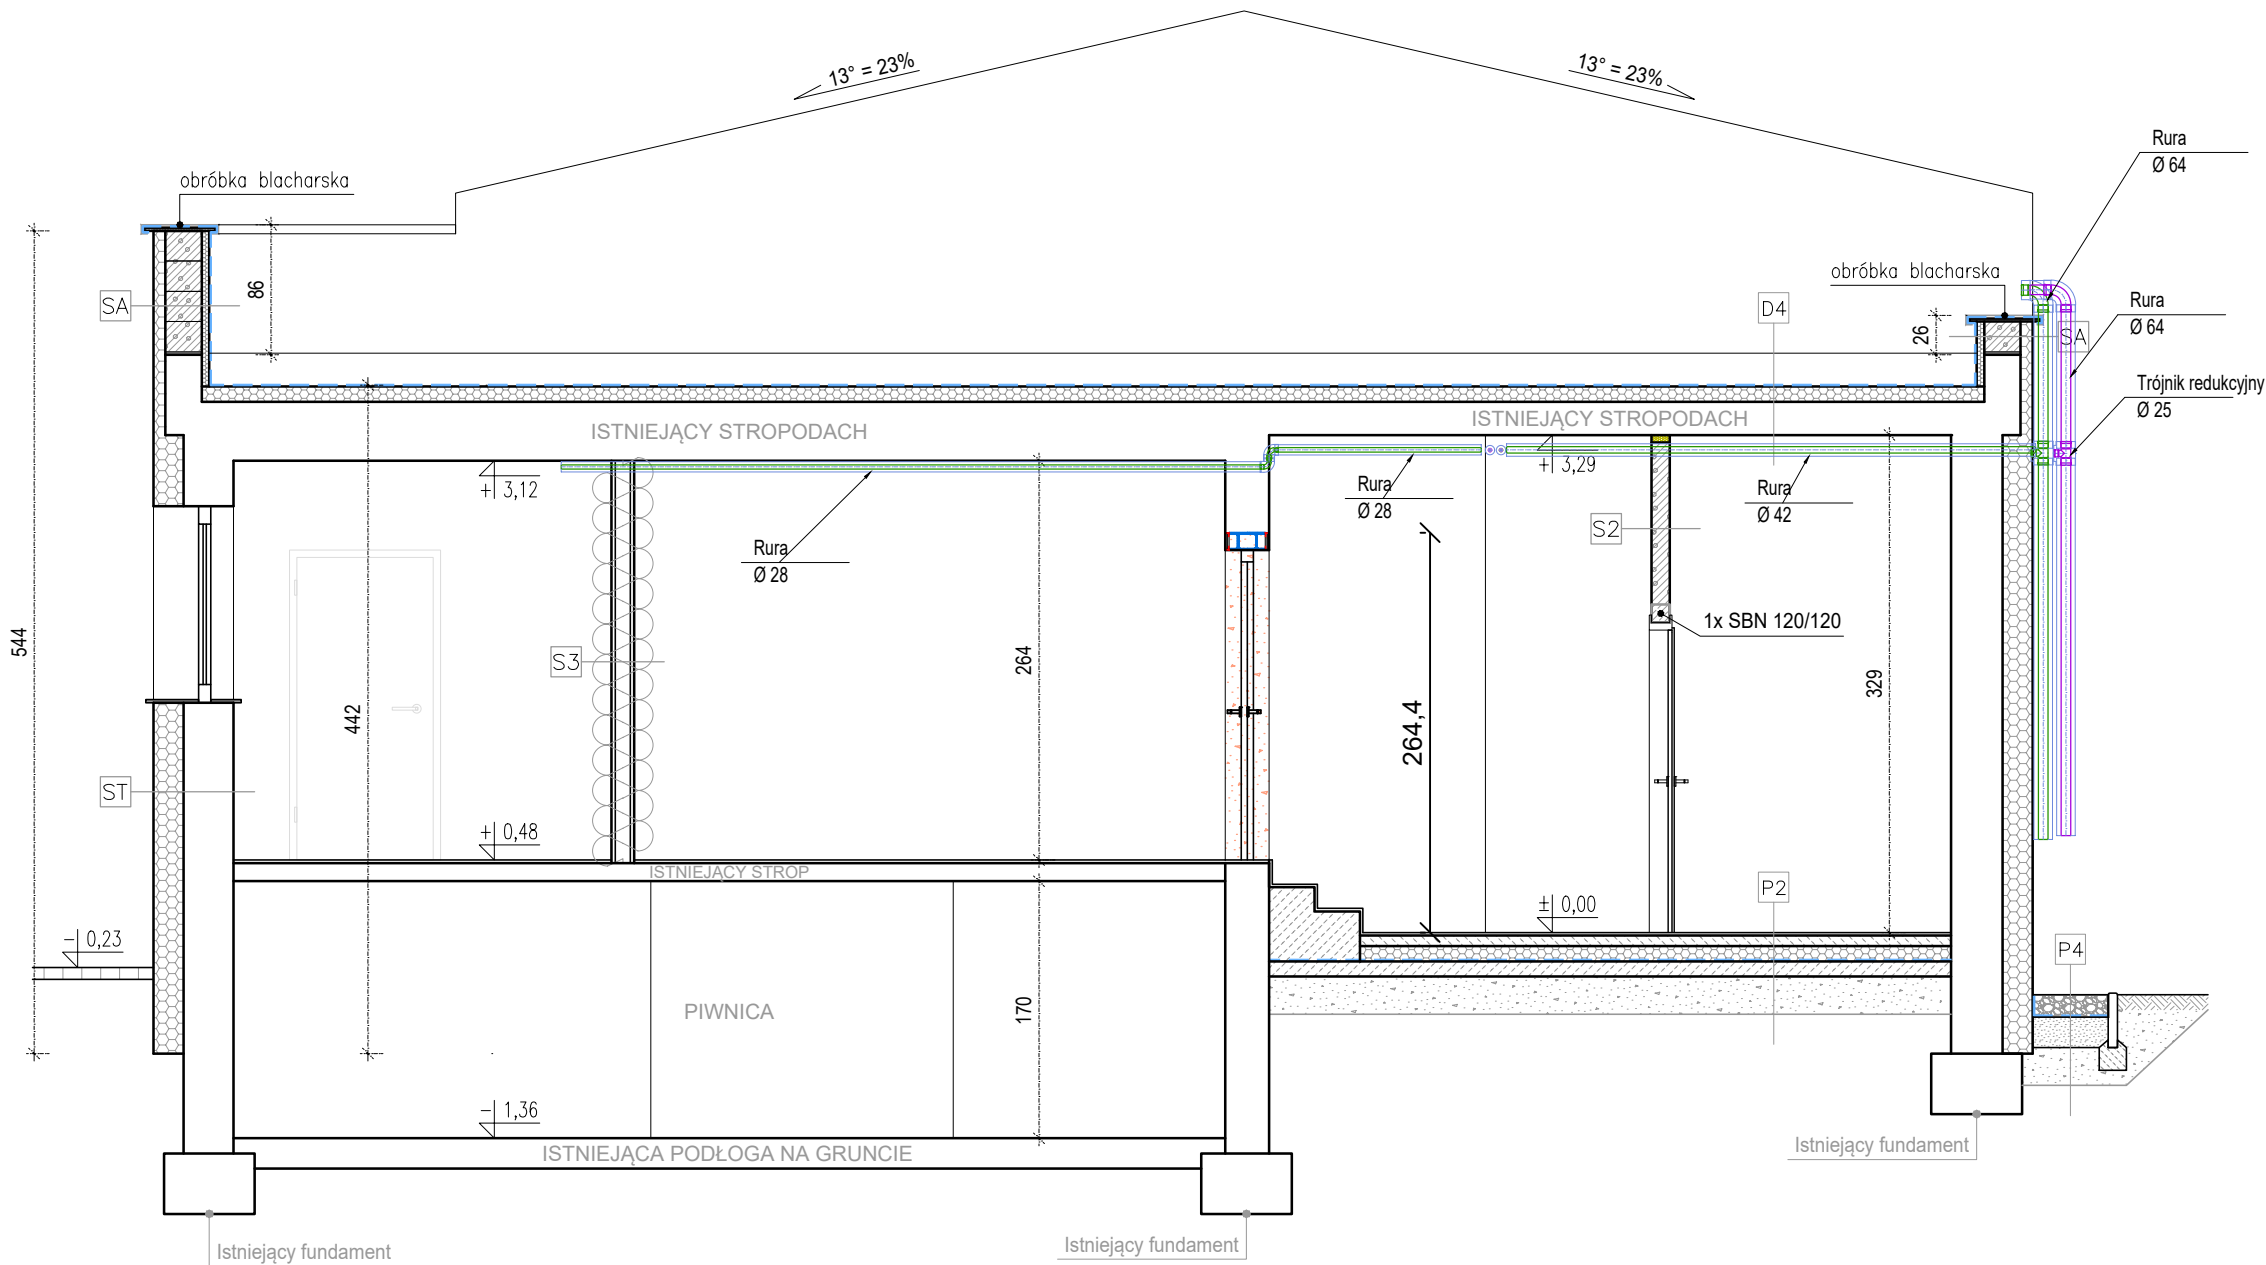 13° = 23%
13° = 23%
Rura
Ø 64
obróbka blacharska
obróbka blacharska
Rura
Ø 64
SA
86
D4
26
SA
Trójnik redukcyjny
Ø 25
ISTNIEJĄCY STROPODACH
ISTNIEJĄCY STROPODACH
+ 3,12
+ 3,29
Rura
Ø 28
Rura
Ø 42
S2
Rura
Ø 28
1x SBN 120/120
544
S3
264
329
442
264,4
ST
+ 0,48
ISTNIEJĄCY STROP
P2
± 0,00
- 0,23
P4
PIWNICA
170
- 1,36
ISTNIEJĄCA PODŁOGA NA GRUNCIE
Istniejący fundament
Istniejący fundament
Istniejący fundament